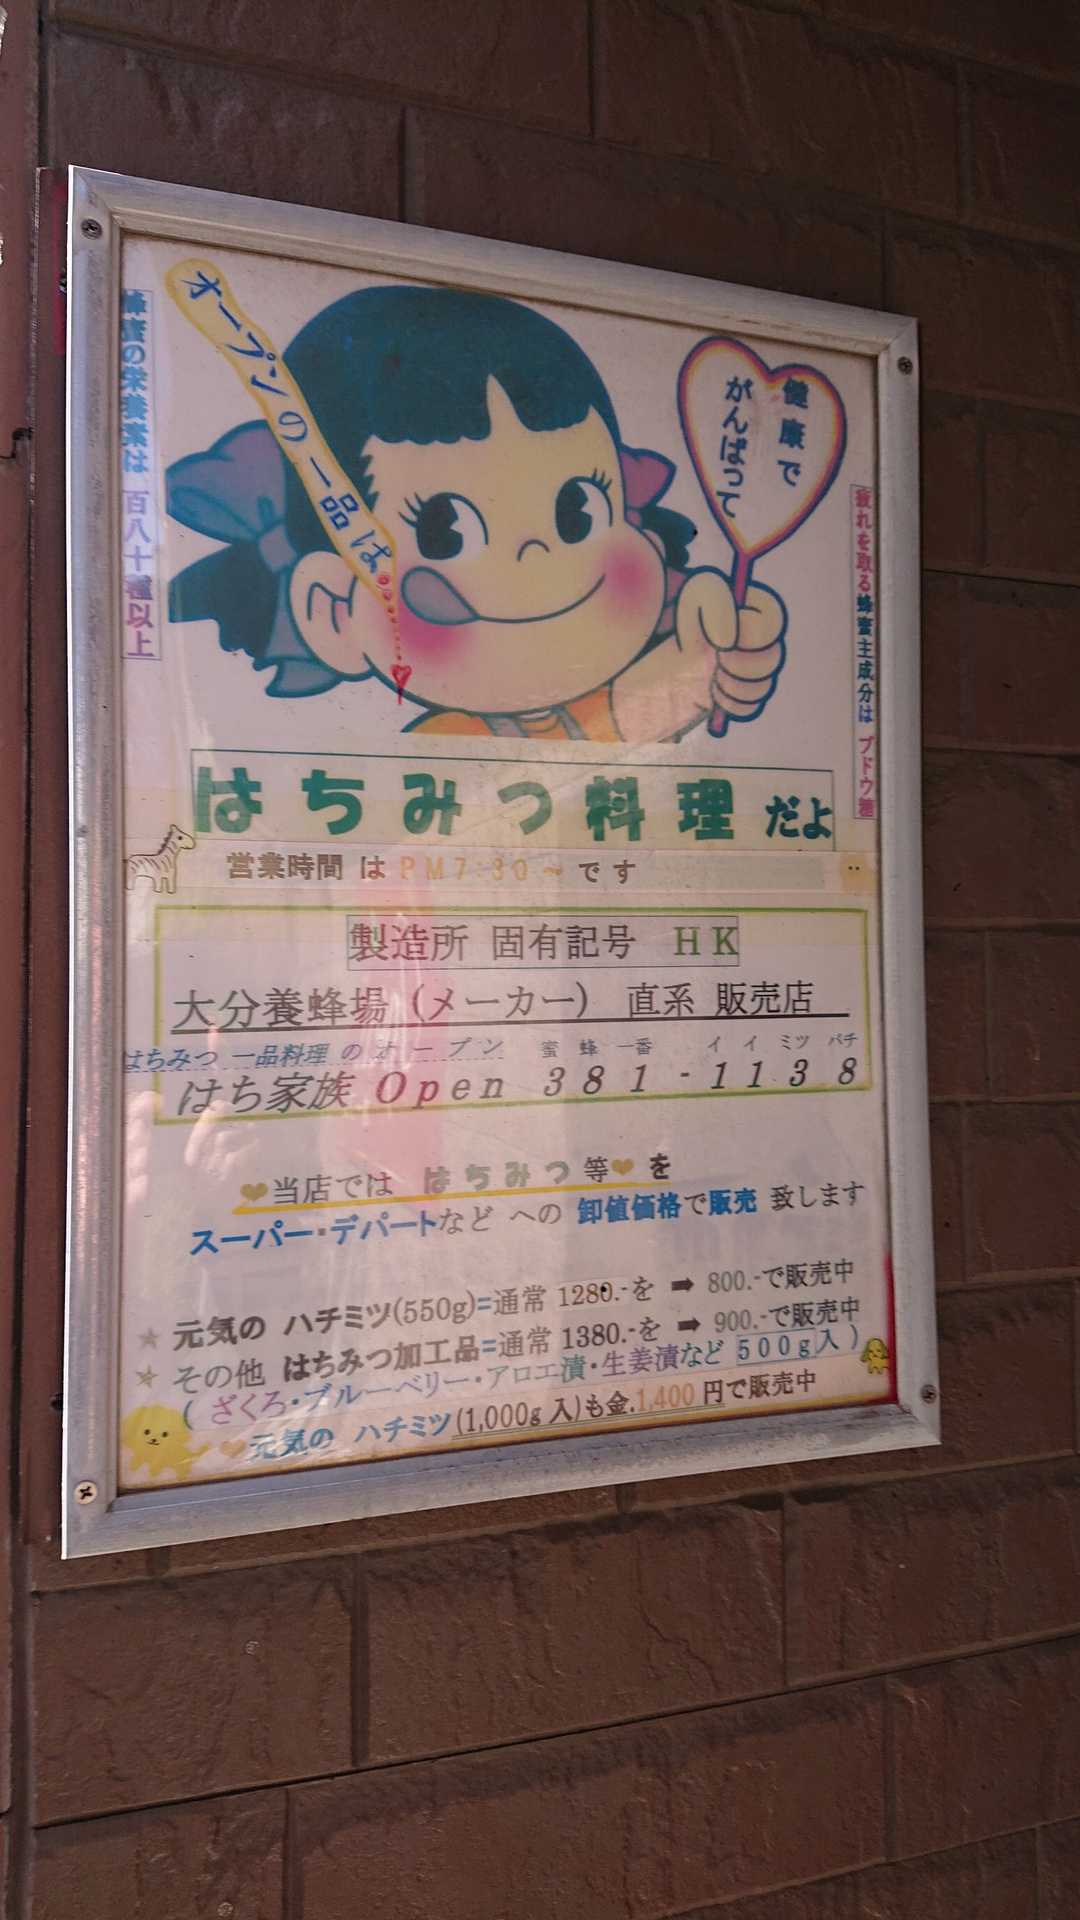 蜂蜜の栄養素は 百八十種以上
オープンの一品は
健康で
がんばって
疲れを取る蜂蜜主成分は ブドウ糖
はちみつ料理 だよ
営業時間 は PM7:30~ です
製造所 固有記号 HK
大分養蜂場 (メーカー) 直系 販売店
はちみつ 一品料理 の オープン 蜜 蜂 一番 イ イ ミツ バチ
はち家族 Open 381-1138
❤当店では はちみつ等❤を
スーパー・デパートなど への 卸値価格で販売 致します
★ 元気の ハチミツ(550g)=通常 1280.-を ➡ 800.-で販売中
★ その他 はちみつ加工品=通常 1380.-を ➡ 900.-で販売中
( ざくろ・ブルーベリー・アロエ漬・生姜漬など 500g入 )
❤元気の ハチミツ(1,000g 入)も金.1,400 円で販売中